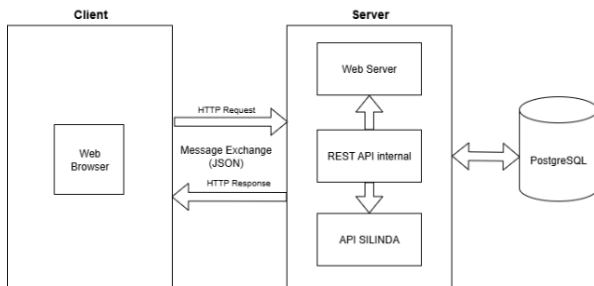 Client
Server
Web Server
HTTP Request
Web
Browser
Message Exchange
(JSON)
REST API internal
PostgreSQL
HTTP Response
API SILINDA